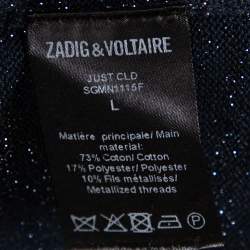 ZADIG & VOLTAIRE
JUST CLD
SGMN1115F
L
Matière principale/ Main
material:
73% Coton/ Cotton
17% Polyester/ Polyester
10% Fils métallisés/
Metallized threads